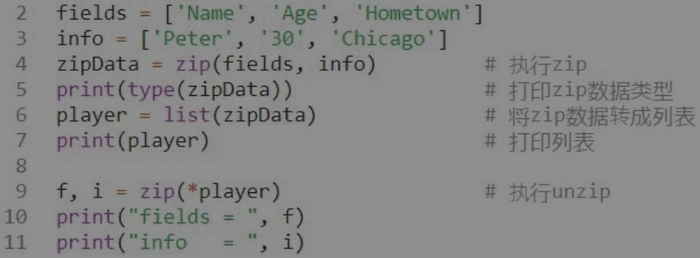 2 fields = ['Name', 'Age', 'Hometown']
3 info = ['Peter', '30', 'Chicago']
4 zipData = zip(fields, info) # 执行zip
5 print(type(zipData)) # 打印zip数据类型
6 player = list(zipData) # 将zip数据转成列表
7 print(player) # 打印列表
8
9 f, i = zip(*player) # 执行unzip
10 print("fields = ", f)
11 print("info   = ", i)